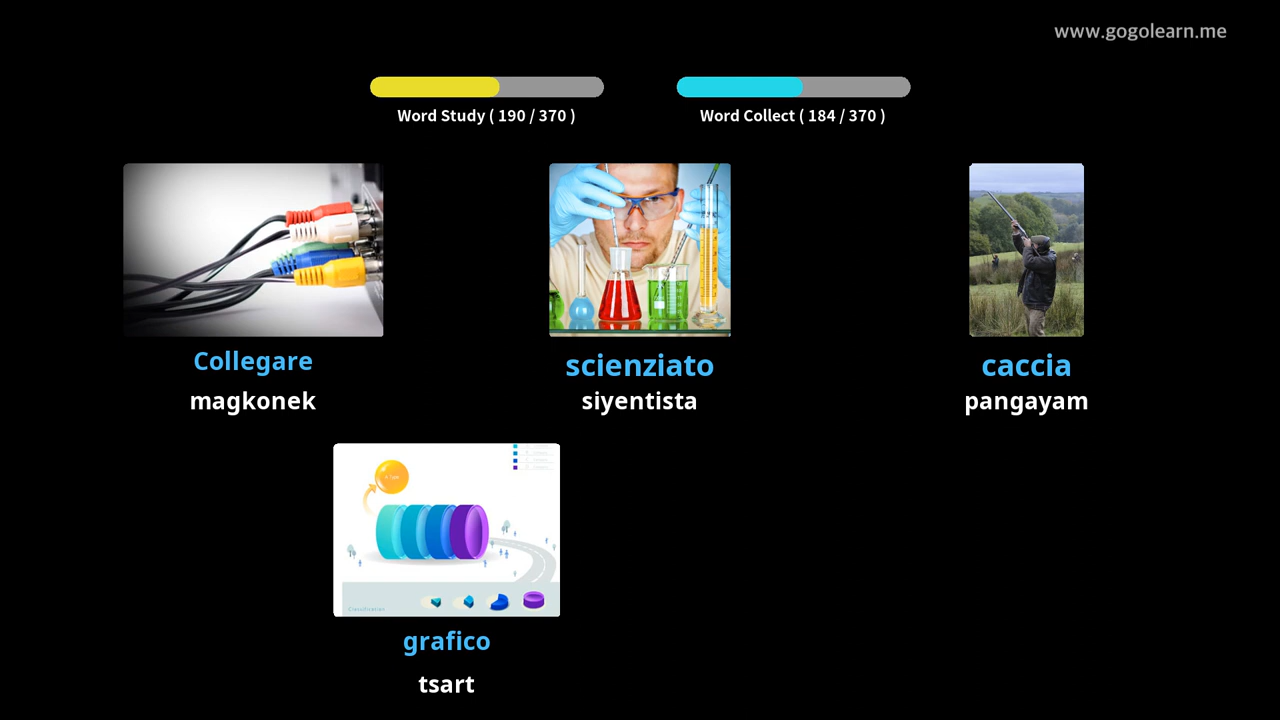 www.gogolearn.me
Word Study ( 190 / 370 )
Word Collect ( 184 / 370 )
Collegare
magkonek
scienziato
siyentista
caccia
pangayam
grafico
tsart